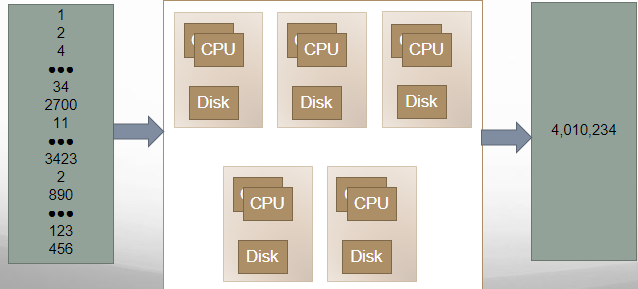 1
2
4
●●●
34
2700
11
●●●
3423
2
890
●●●
123
456
CPU
CPU
CPU
Disk
Disk
Disk
CPU
CPU
Disk
Disk
4,010,234